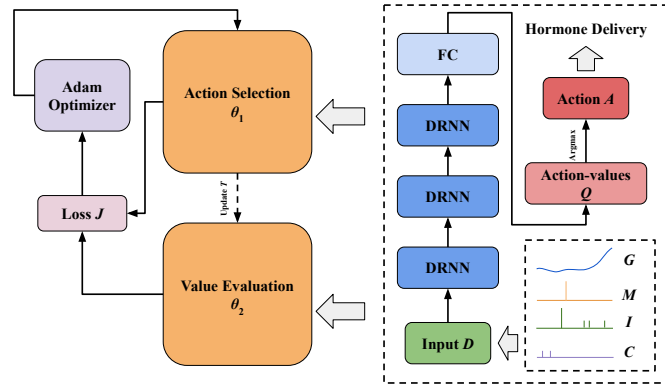 Adam
Optimizer
Action Selection
θ1
Loss J
Update T
Value Evaluation
θ2
FC
DRNN
DRNN
DRNN
Input D
Hormone Delivery
Action A
Argmax
Action-values
Q
G
M
I
C